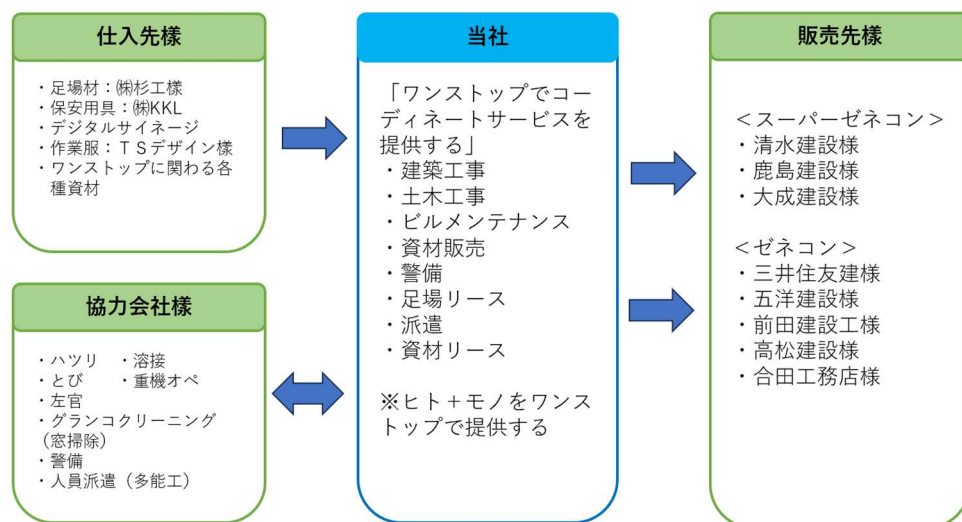 仕入先様
・足場材：㈱杉工様
・保安用具：㈱KKL
・デジタルサイネージ
・作業服：ＴＳデザイン様
・ワンストップに関わる各
種資材
協力会社様
・ハツリ　・溶接
・とび　　・重機オペ
・左官
・グランコクリーニング
（窓掃除）
・警備
・人員派遣（多能工）
当社
「ワンストップでコー
ディネートサービスを
提供する」
・建築工事
・土木工事
・ビルメンテナンス
・資材販売
・警備
・足場リース
・派遣
・資材リース
※ヒト＋モノをワンス
トップで提供する
販売先様
＜スーパーゼネコン＞
・清水建設様
・鹿島建設様
・大成建設様
＜ゼネコン＞
・三井住友建様
・五洋建設様
・前田建設工様
・高松建設様
・合田工務店様